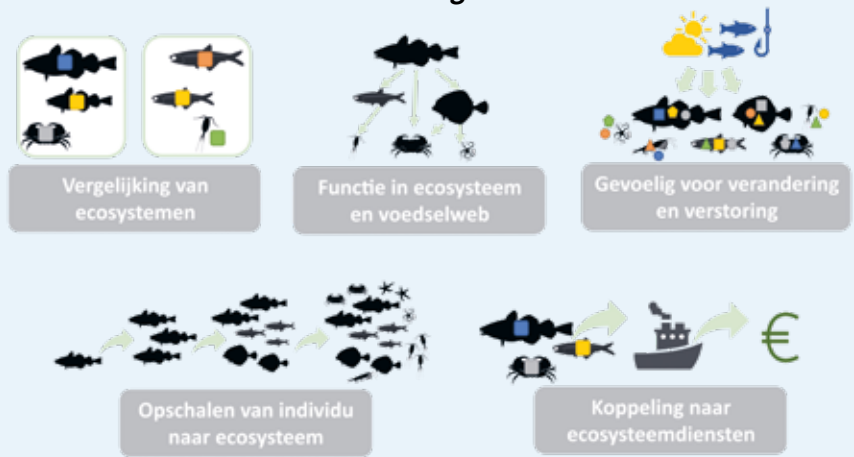 Vergelijking van
ecosystemen
Functie in ecosysteem
en voedselweb
Gevoelig voor verandering
en verstoring
Opschalen van individu
naar ecosysteem
€
Koppeling naar
ecosysteemdiensten